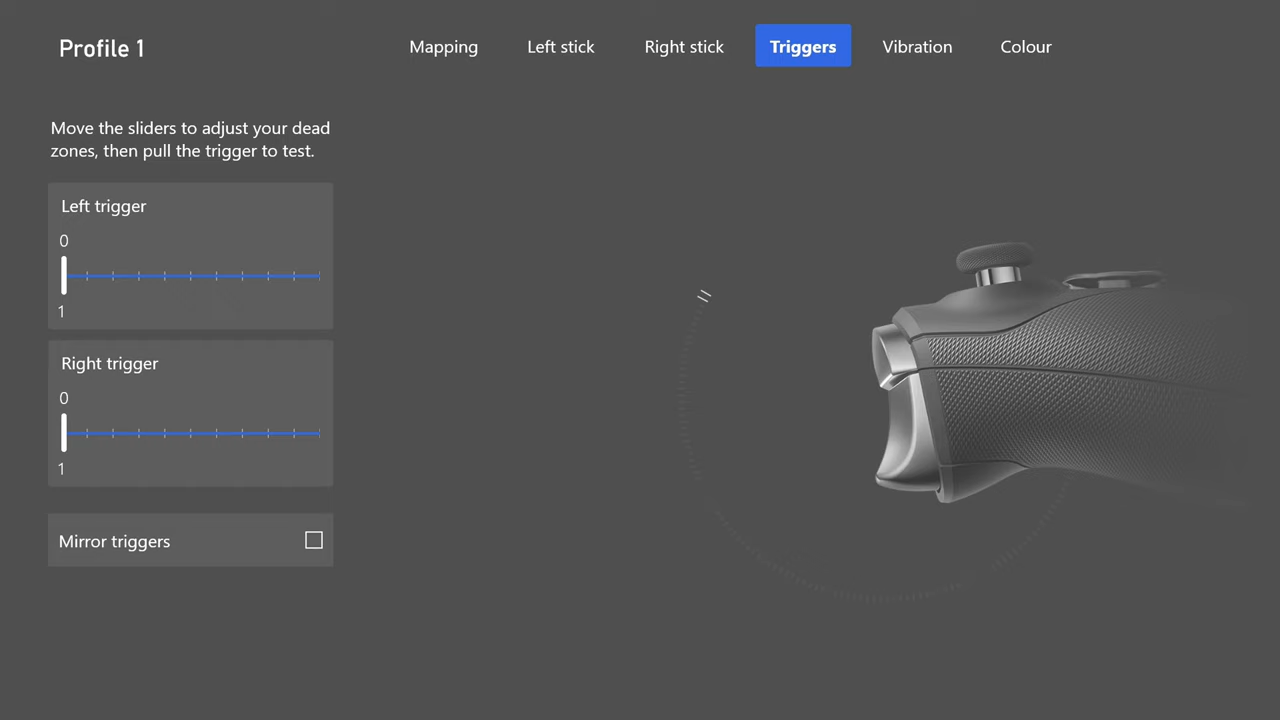 Profile 1
Mapping
Left stick
Right stick
Triggers
Vibration
Colour
Move the sliders to adjust your dead
zones, then pull the trigger to test.
Left trigger
0
1
Right trigger
0
1
Mirror triggers